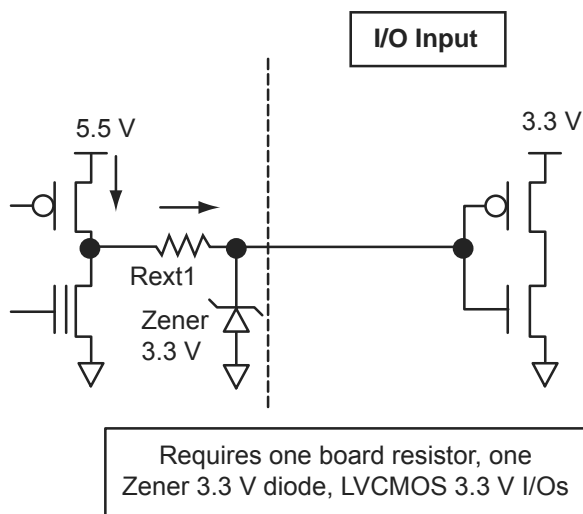 I/O Input
5.5 V
3.3 V
Rext1
Zener
3.3 V
Requires one board resistor, one
Zener 3.3 V diode, LVCMOS 3.3 V I/Os